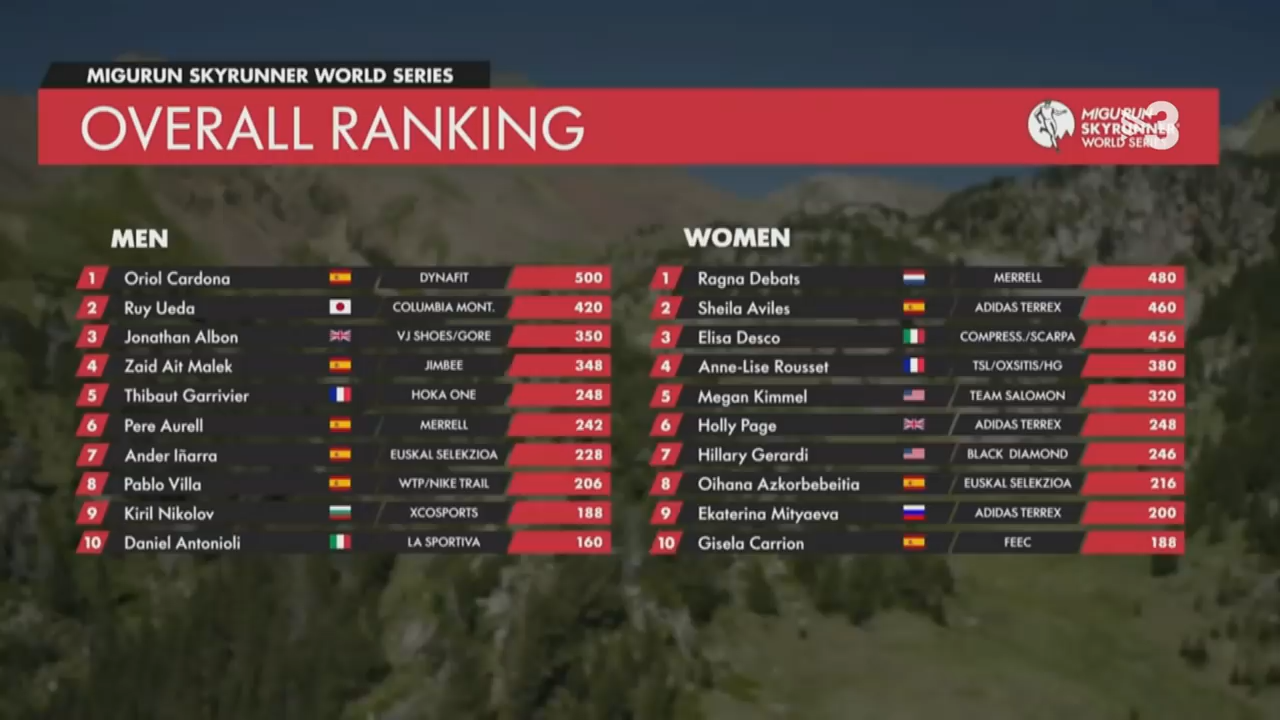 MIGURUN SKYRUNNER WORLD SERIES
OVERALL RANKING
MIGURUN
SKYRUNNER
WORLD SERIES
3
MEN
1 Oriol Cardona DYNAFIT 500
2 Ruy Ueda COLUMBIA MONT. 420
3 Jonathan Albon VJ SHOES/GORE 350
4 Zaid Ait Malek JIMBEE 348
5 Thibaut Garrivier HOKA ONE 248
6 Pere Aurell MERRELL 242
7 Ander Iñarra EUSKAL SELEKZIOA 228
8 Pablo Villa WTP/NIKE TRAIL 206
9 Kiril Nikolov XCOSPORTS 188
10 Daniel Antonioli LA SPORTIVA 160
WOMEN
1 Ragna Debats MERRELL 480
2 Sheila Aviles ADIDAS TERREX 460
3 Elisa Desco COMPRESS./SCARPA 456
4 Anne-Lise Rousset TSL/OXSITIS/HG 380
5 Megan Kimmel TEAM SALOMON 320
6 Holly Page ADIDAS TERREX 248
7 Hillary Gerardi BLACK DIAMOND 246
8 Oihana Azkorbebeitia EUSKAL SELEKZIOA 216
9 Ekaterina Mityaeva ADIDAS TERREX 200
10 Gisela Carrion FEEC 188